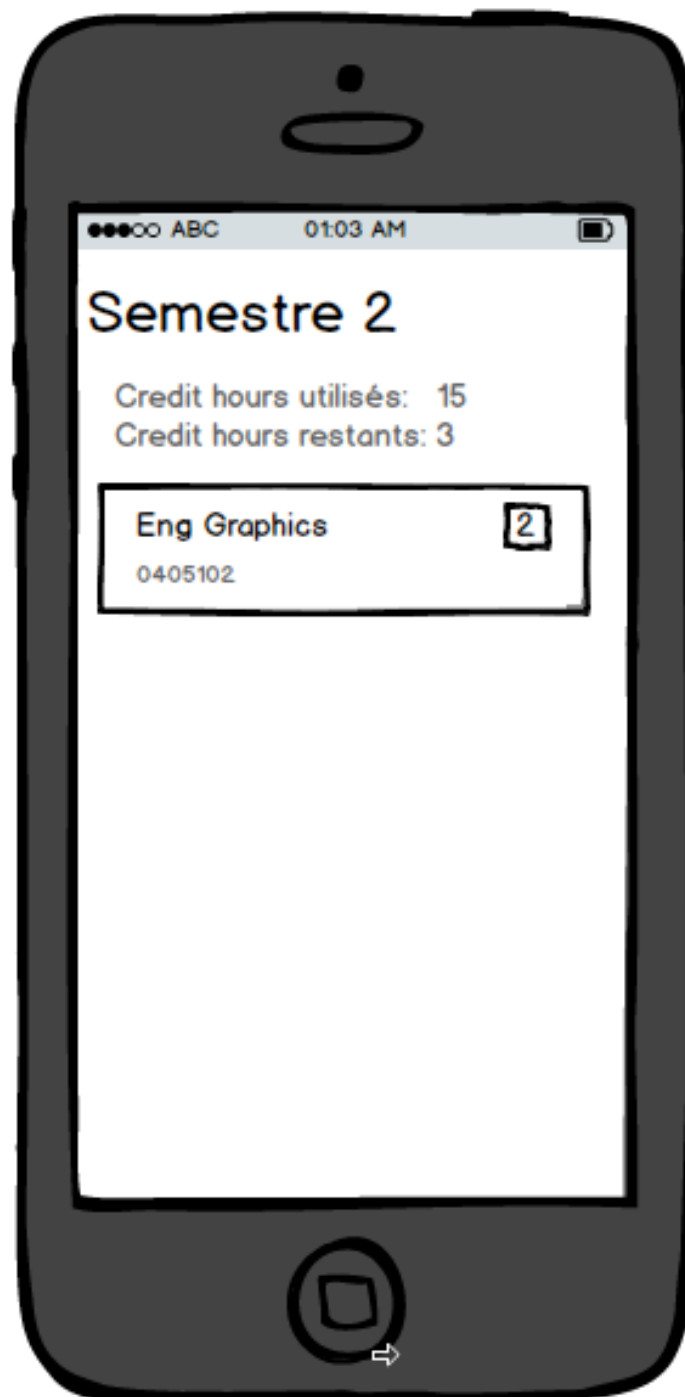 ABC 01:03 AM
Semestre 2
Credit hours utilisés: 15
Credit hours restants: 3
Eng Graphics 2
0405102